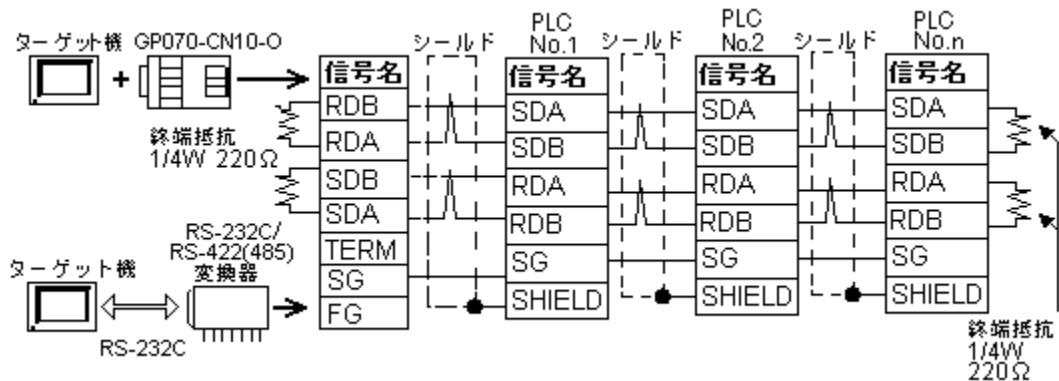 ターゲット機 GP070-CN10-O
終端抵抗
1/4W 220Ω
RS-232C/
RS-422(485)
変換器
ターゲット機
RS-232C
信号名
RDB
RDA
SDB
SDA
TERM
SG
FG
シールド
PLC
No.1
信号名
SDA
SDB
RDA
RDB
SG
SHIELD
シールド
PLC
No.2
信号名
SDA
SDB
RDA
RDB
SG
SHIELD
シールド
PLC
No.n
信号名
SDA
SDB
RDA
RDB
SG
SHIELD
終端抵抗
1/4W
220Ω